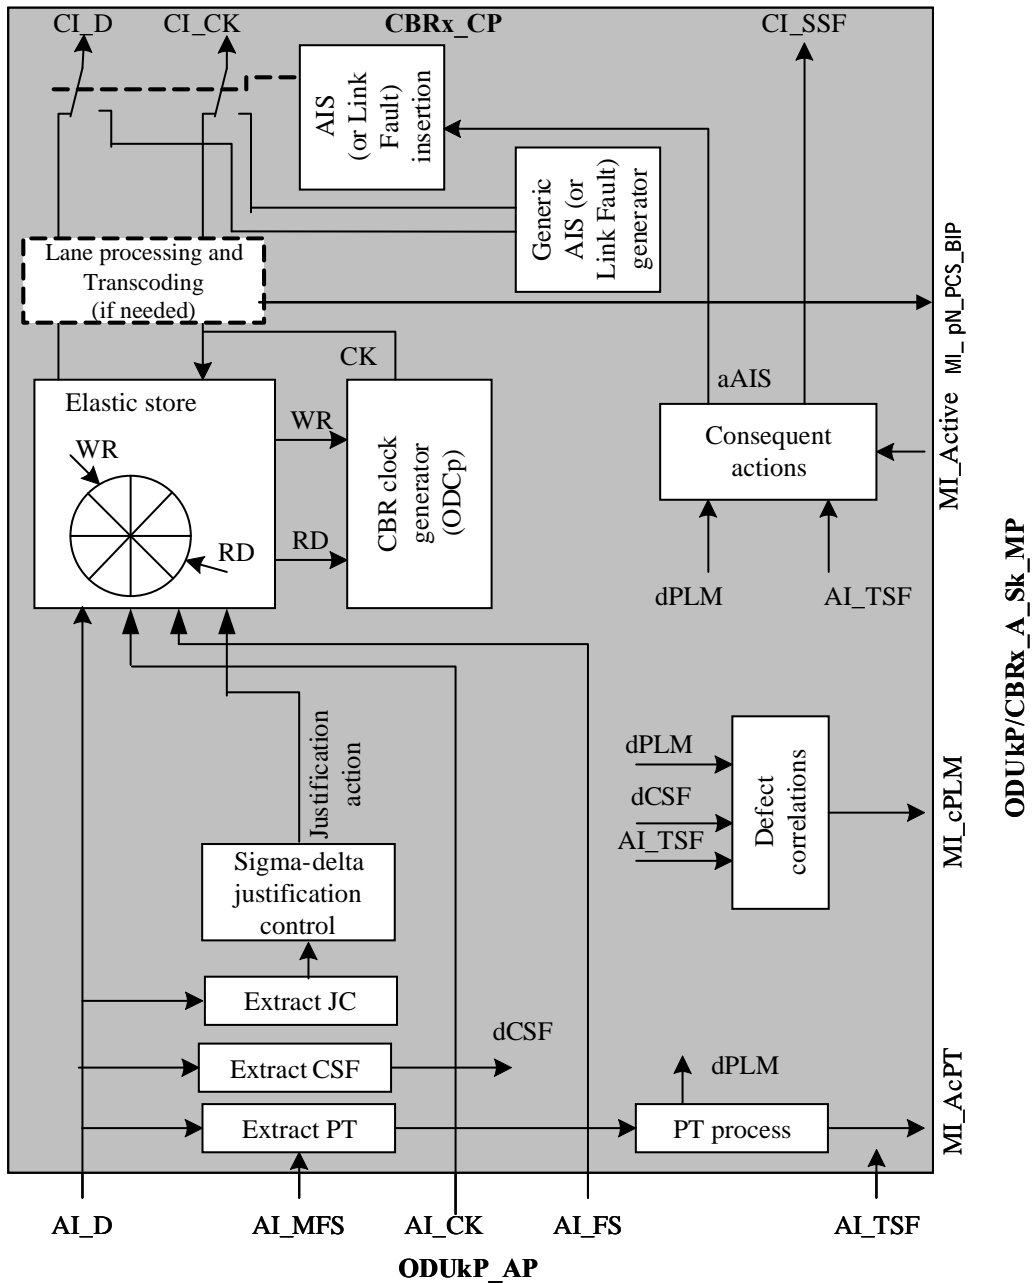 CI_D
CI_CK
CBRx_CP
CI_SSF
AIS
(or Link
Fault)
insertion
Generic
AIS (or
Link Fault)
generator
Lane processing and
Transcoding
(if needed)
MI_ pN_PCS_BIP
CK
aAIS
Elastic store
WR
WR
RD
RD
CBR clock
generator
(ODCp)
Consequent
actions
MI_Active
dPLM
AI_TSF
ODUkP/CBRx_A_Sk_MP
Justification
action
dPLM
dCSF
AI_TSF
Defect
correlations
MI_cPLM
Sigma-delta
justification
control
Extract JC
dCSF
Extract CSF
dPLM
Extract PT
PT process
MI_AcPT
AI_D
AI_MFS
AI_CK
AI_FS
AI_TSF
ODUkP_AP